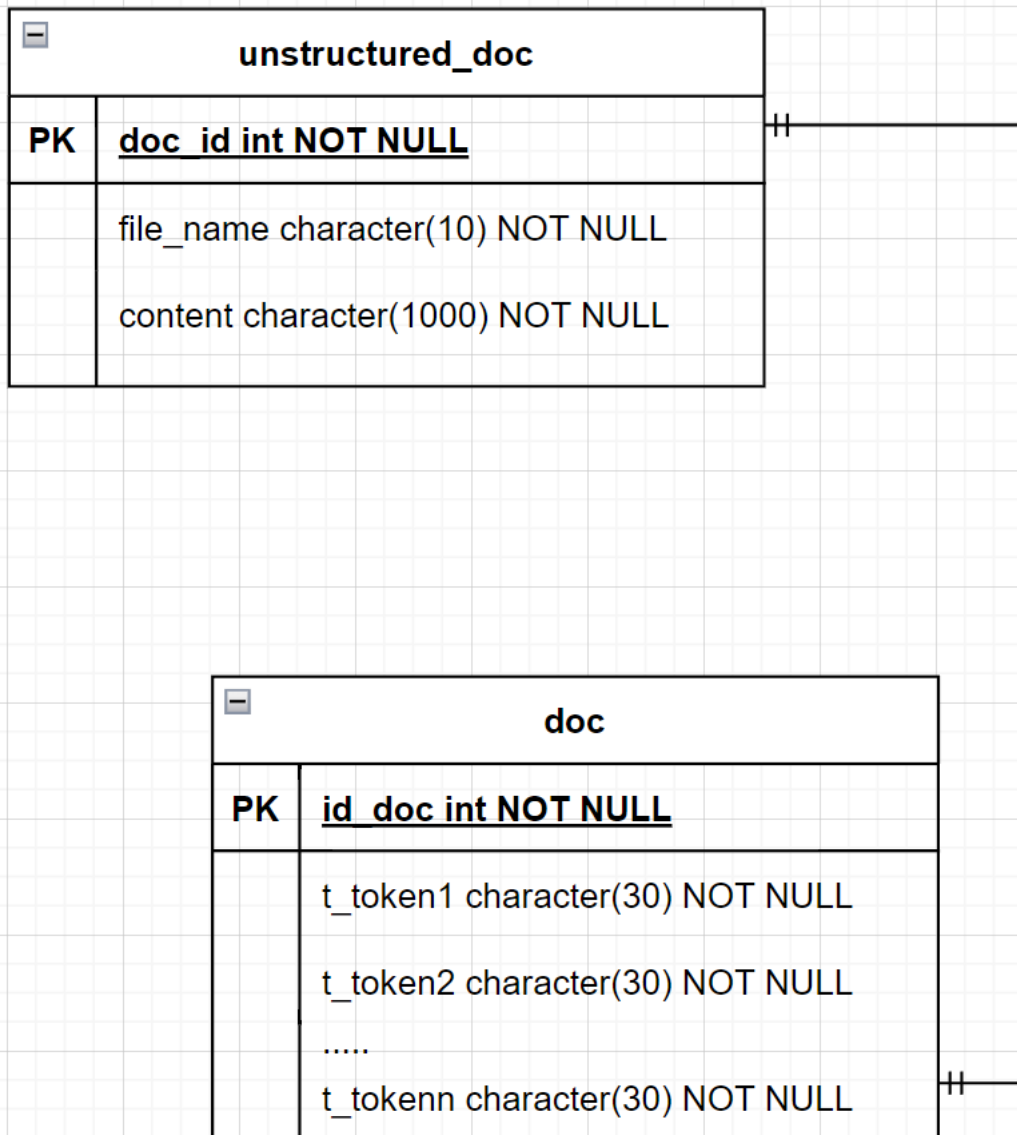 unstructured_doc
PK doc_id int NOT NULL
file_name character(10) NOT NULL
content character(1000) NOT NULL
doc
PK id_doc int NOT NULL
t_token1 character(30) NOT NULL
t_token2 character(30) NOT NULL
.....
t_tokenn character(30) NOT NULL